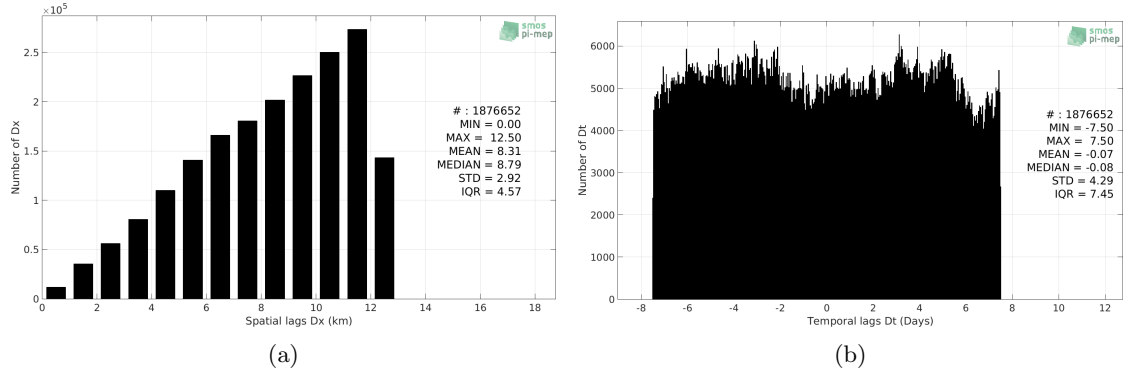 ×10⁵
smos
pi-mep
Number of Dx
2.5
2
1.5
1
0.5
0
# : 1876652
MIN = 0.00
MAX = 12.50
MEAN = 8.31
MEDIAN = 8.79
STD = 2.92
IQR = 4.57
0 2 4 6 8 10 12 14 16 18
Spatial lags Dx (km)
(a)
smos
pi-mep
Number of Dt
6000
5000
4000
3000
2000
1000
0
# : 1876652
MIN = -7.50
MAX = 7.50
MEAN = -0.07
MEDIAN = -0.08
STD = 4.29
IQR = 7.45
-8 -6 -4 -2 0 2 4 6 8 10 12
Temporal lags Dt (Days)
(b)